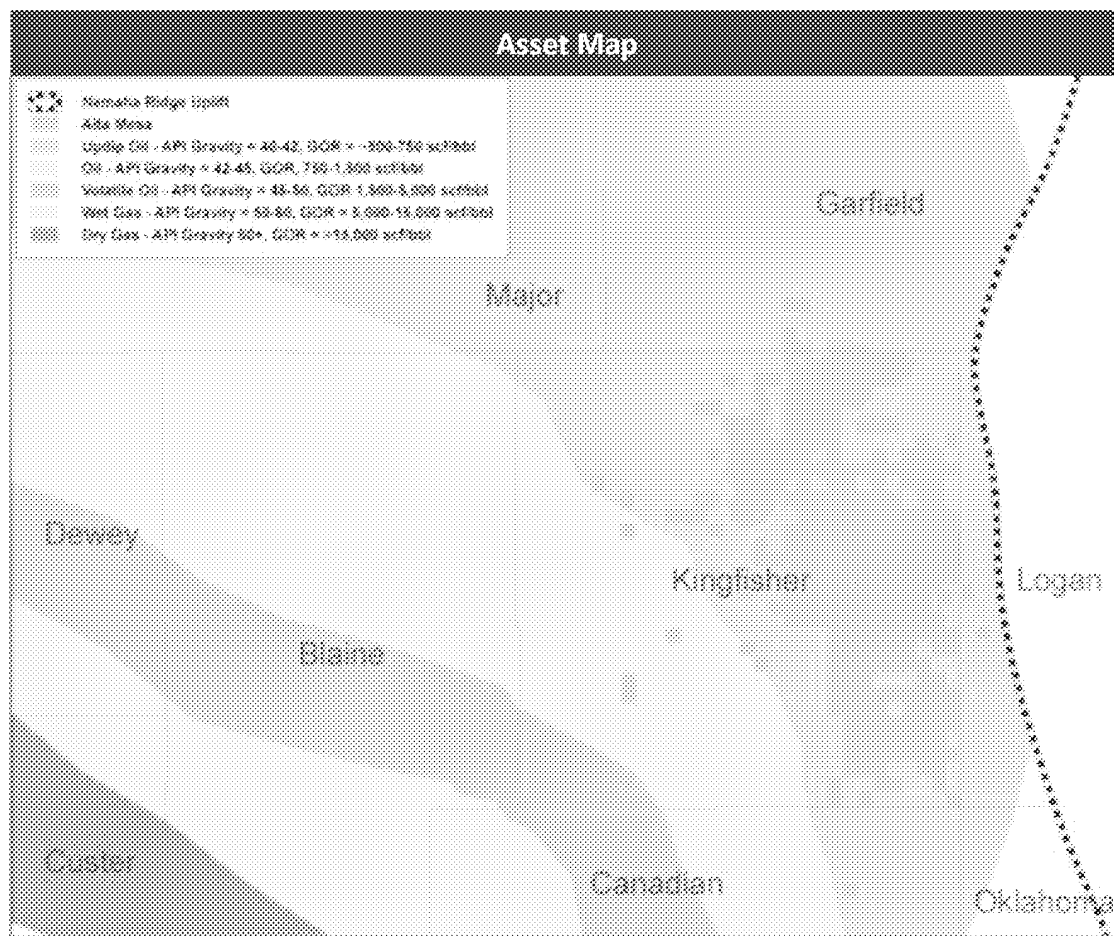 Asset Map
Nemaha Ridge Uplift
Alta Mesa
Updip Oil - API Gravity = 40-42, GOR = ~500-750 scf/bbl
Oil - API Gravity = 42-45, GOR, 750-1,500 scf/bbl
Volatile Oil - API Gravity = 45-50, GOR 1,500-5,000 scf/bbl
Wet Gas - API Gravity = 50-60, GOR = 5,000-15,000 scf/bbl
Dry Gas - API Gravity 60+, GOR = >15,000 scf/bbl
Garfield
Major
Dewey
Kingfisher
Logan
Blaine
Custer
Canadian
Oklahoma